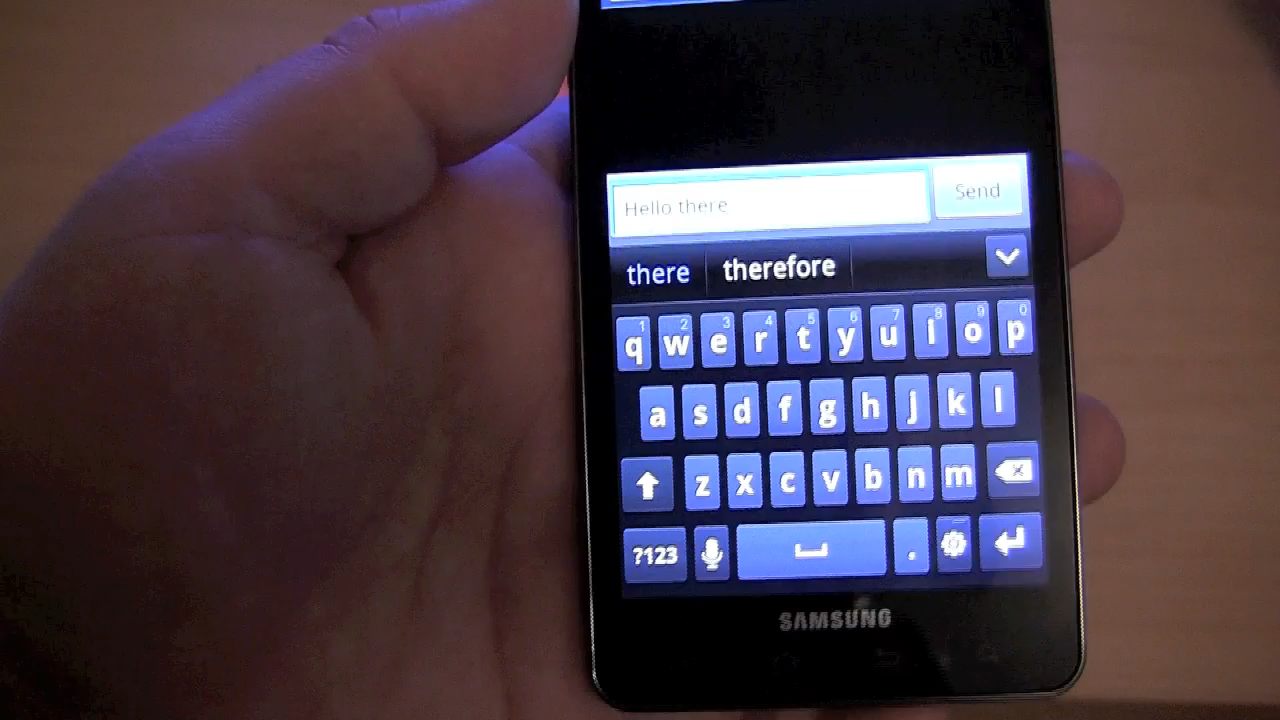 Hello there
Send
there therefore
1 2 3 4 5 6 7 8 9 0
q w e r t y u i o p
a s d f g h j k l
z x c v b n m
?123 .
SAMSUNG